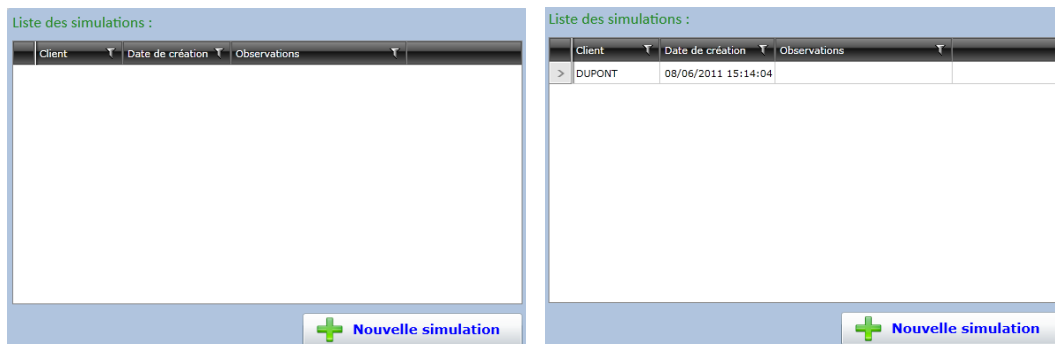 Liste des simulations :
Client Date de création Observations
Nouvelle simulation
Liste des simulations :
Client Date de création Observations
DUPONT 08/06/2011 15:14:04
Nouvelle simulation